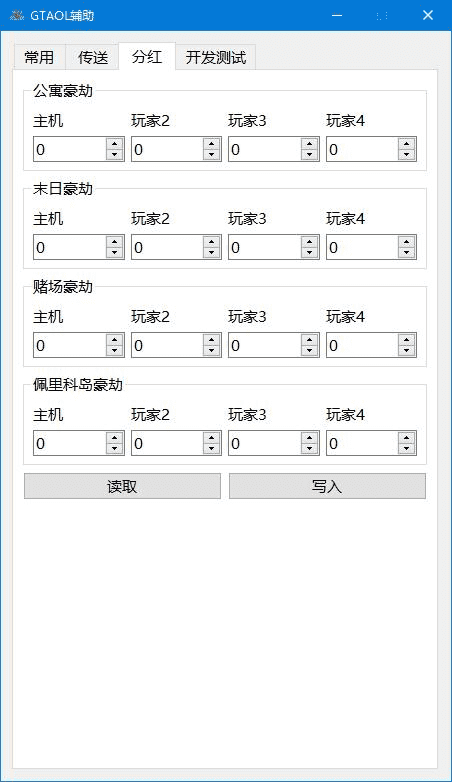 GTAOL辅助
常用 传送 分红 开发测试
公寓豪劫
主机 玩家2 玩家3 玩家4
0 0 0 0
末日豪劫
主机 玩家2 玩家3 玩家4
0 0 0 0
赌场豪劫
主机 玩家2 玩家3 玩家4
0 0 0 0
佩里科岛豪劫
主机 玩家2 玩家3 玩家4
0 0 0 0
读取 写入